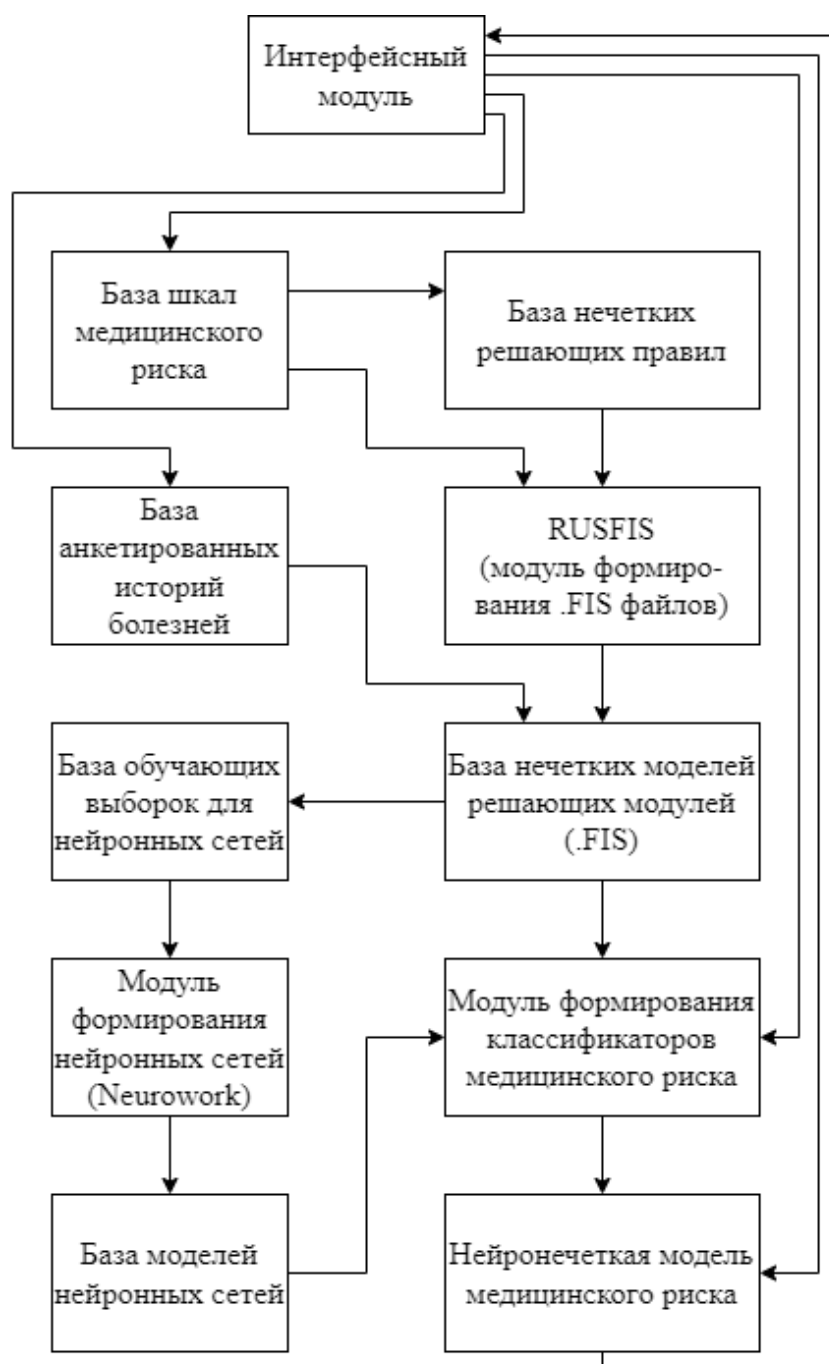 Интерфейсный
модуль
База шкал
медицинского
риска
База нечетких
решающих правил
База
анкетированных
историй
болезней
RUSFIS
(модуль формиро-
вания .FIS файлов)
База обучающих
выборок для
нейронных сетей
База нечетких моделей
решающих модулей
(.FIS)
Модуль
формирования
нейронных сетей
(Neurowork)
Модуль формирования
классификаторов
медицинского риска
База моделей
нейронных сетей
Нейронечеткая модель
медицинского риска